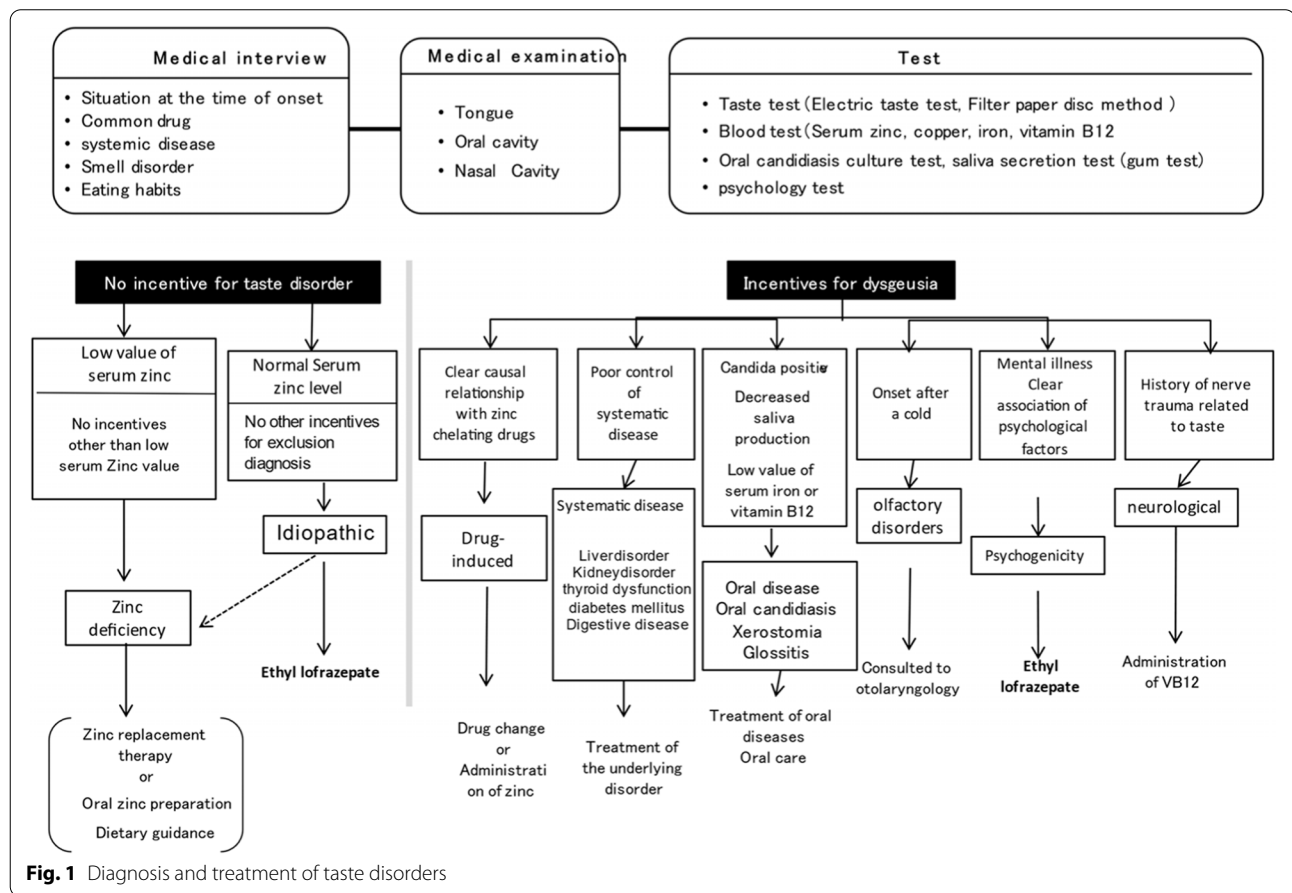 Medical interview
• Situation at the time of onset
• Common drug
• systemic disease
• Smell disorder
• Eating habits
Medical examination
• Tongue
• Oral cavity
• Nasal Cavity
Test
• Taste test (Electric taste test, Filter paper disc method )
• Blood test (Serum zinc, copper, iron, vitamin B12
• Oral candidiasis culture test, saliva secretion test (gum test)
• psychology test
No incentive for taste disorder
Low value of
serum zinc
No incentives
other than low
serum Zinc value
Zinc
deficiency
Zinc replacement
therapy
or
Oral zinc preparation
Dietary guidance
Normal Serum
zinc level
No other incentives
for exclusion
diagnosis
Idiopathic
Ethyl lofrazepate
Incentives for dysgeusia
Clear causal
relationship
with zinc
chelating drugs
Drug-
induced
Drug change
or
Administrati
on of zinc
Poor control
of
systematic
disease
Systematic disease
Liverdisorder
Kidneydisorder
thyroid dysfunction
diabetes mellitus
Digestive disease
Treatment of
the underlying
disorder
Candida positive
Decreased
saliva
production
Low value of
serum iron or
vitamin B12
Oral disease
Oral candidiasis
Xerostomia
Glossitis
Treatment of oral
diseases
Oral care
Onset after
a cold
olfactory
disorders
Consulted to
otolaryngology
Mental illness
Clear
association of
psychological
factors
Psychogenicity
Ethyl
lofrazepate
History of nerve
trauma related
to taste
neurological
Administration
of VB12
Fig. 1 Diagnosis and treatment of taste disorders